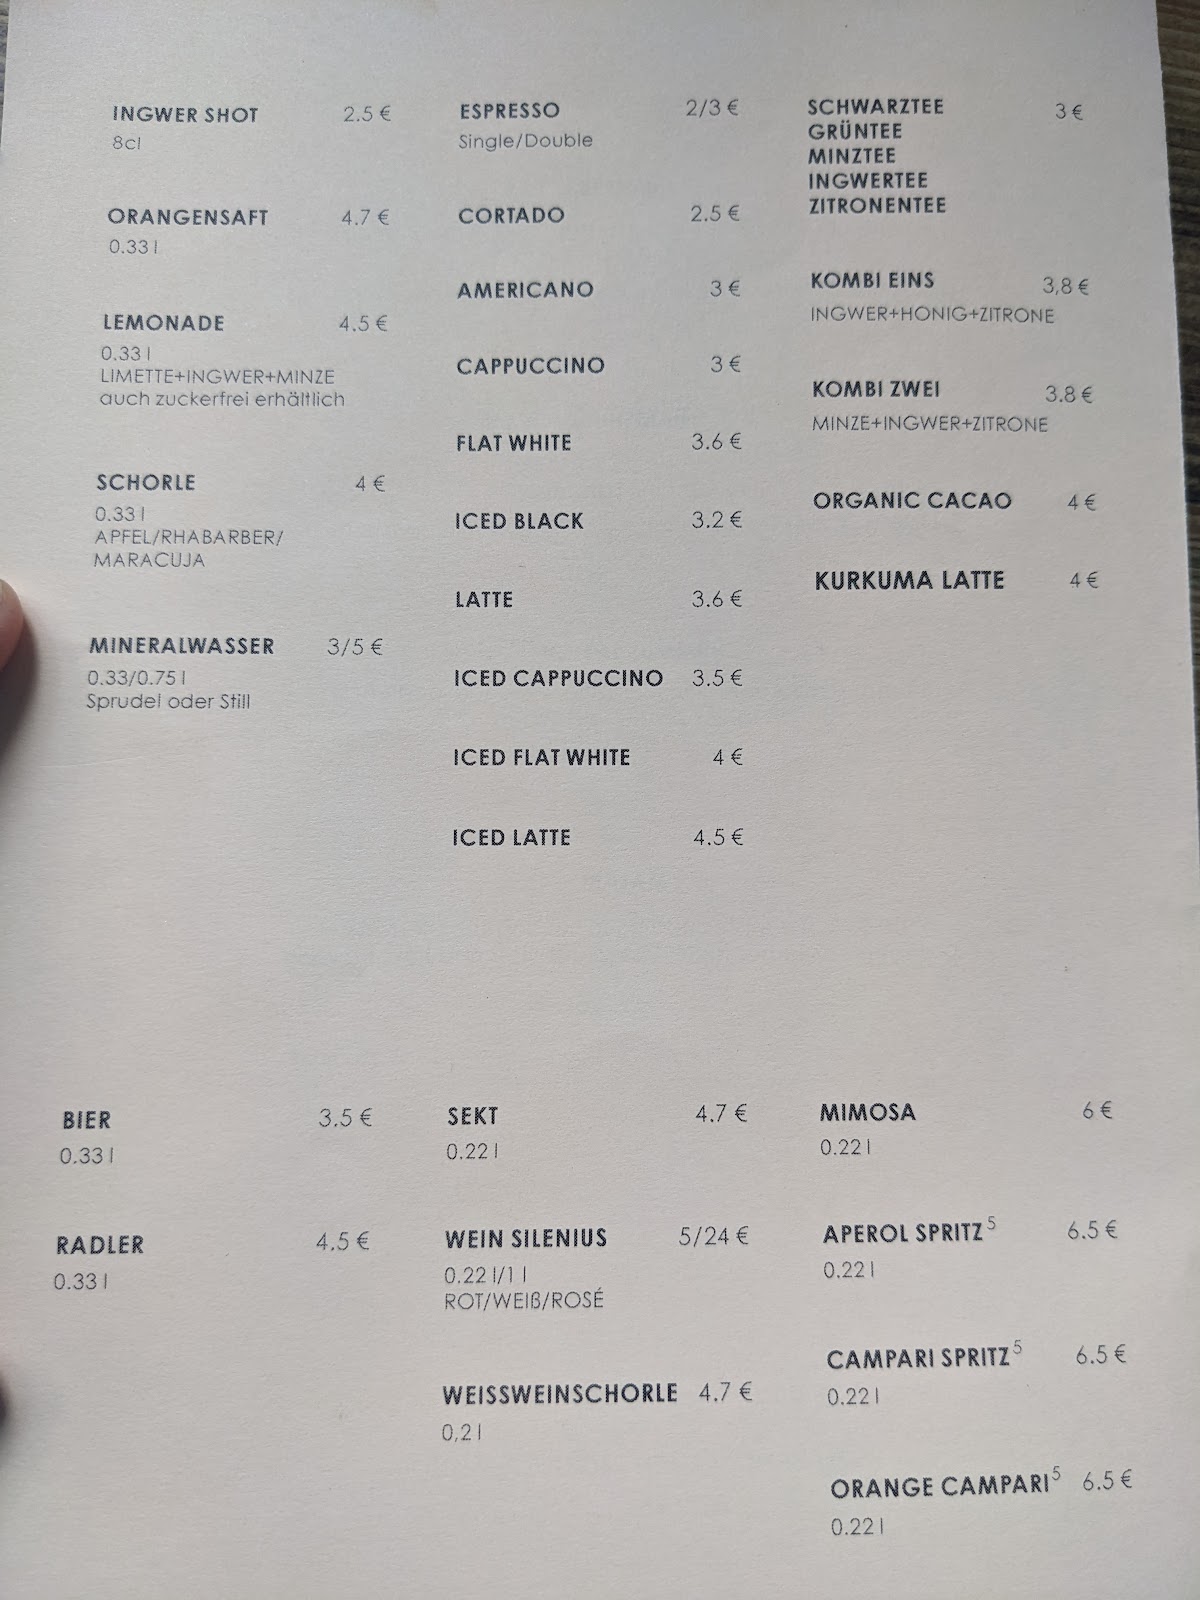 INGWER SHOT 2.5 €
8cl
ORANGENSAFT 4.7 €
0.33 l
LEMONADE 4.5 €
0.33 l
LIMETTE+INGWER+MINZE
auch zuckerfrei erhältlich
SCHORLE 4 €
0.33 l
APFEL/RHABARBER/
MARACUJA
MINERALWASSER 3/5 €
0.33/0.75 l
Sprudel oder Still
ESPRESSO 2/3 €
Single/Double
CORTADO 2.5 €
AMERICANO 3 €
CAPPUCCINO 3 €
FLAT WHITE 3.6 €
ICED BLACK 3.2 €
LATTE 3.6 €
ICED CAPPUCCINO 3.5 €
ICED FLAT WHITE 4 €
ICED LATTE 4.5 €
SCHWARZTEE 3 €
GRÜNTEE
MINZTEE
INGWERTEE
ZITRONENTEE
KOMBI EINS 3,8 €
INGWER+HONIG+ZITRONE
KOMBI ZWEI 3.8 €
MINZE+INGWER+ZITRONE
ORGANIC CACAO 4 €
KURKUMA LATTE 4 €
BIER 3.5 €
0.33 l
RADLER 4.5 €
0.33 l
SEKT 4.7 €
0.22 l
WEIN SILENIUS 5/24 €
0.22 l/1 l
ROT/WEIß/ROSÉ
WEISSWEINSCHORLE 4.7 €
0,2 l
MIMOSA 6 €
0.22 l
APEROL SPRITZ⁵ 6.5 €
0.22 l
CAMPARI SPRITZ⁵ 6.5 €
0.22 l
ORANGE CAMPARI⁵ 6.5 €
0.22 l